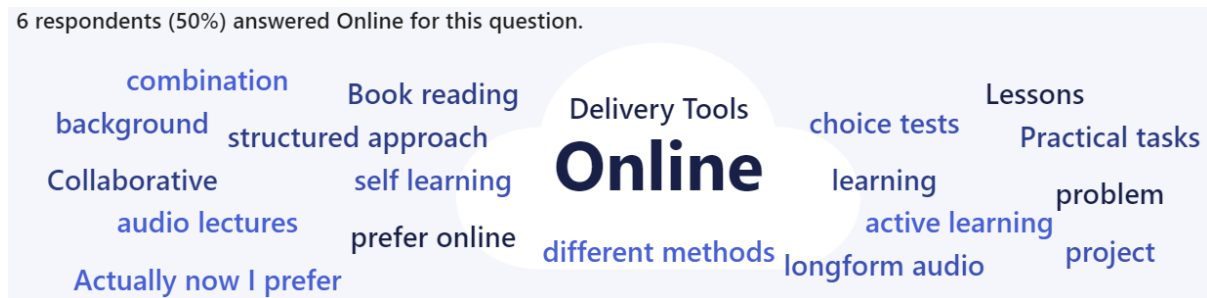 6 respondents (50%) answered Online for this question.
combination
Book reading
Delivery Tools
Lessons
background
structured approach
choice tests
Practical tasks
Online
Collaborative
self learning
learning
problem
audio lectures
prefer online
active learning
different methods
longform audio
project
Actually now I prefer